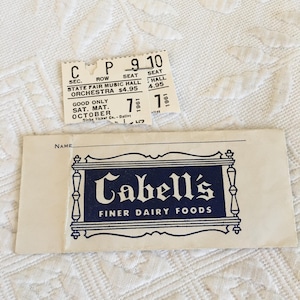 C P 9 10
SEC. ROW SEAT SEAT
STATE FAIR MUSIC HALL HALL
ORCHESTRA $4.95 4.95
GOOD ONLY
SAT. MAT. 7
OCTOBER
NAME
Cabell's
FINER DAIRY FOODS